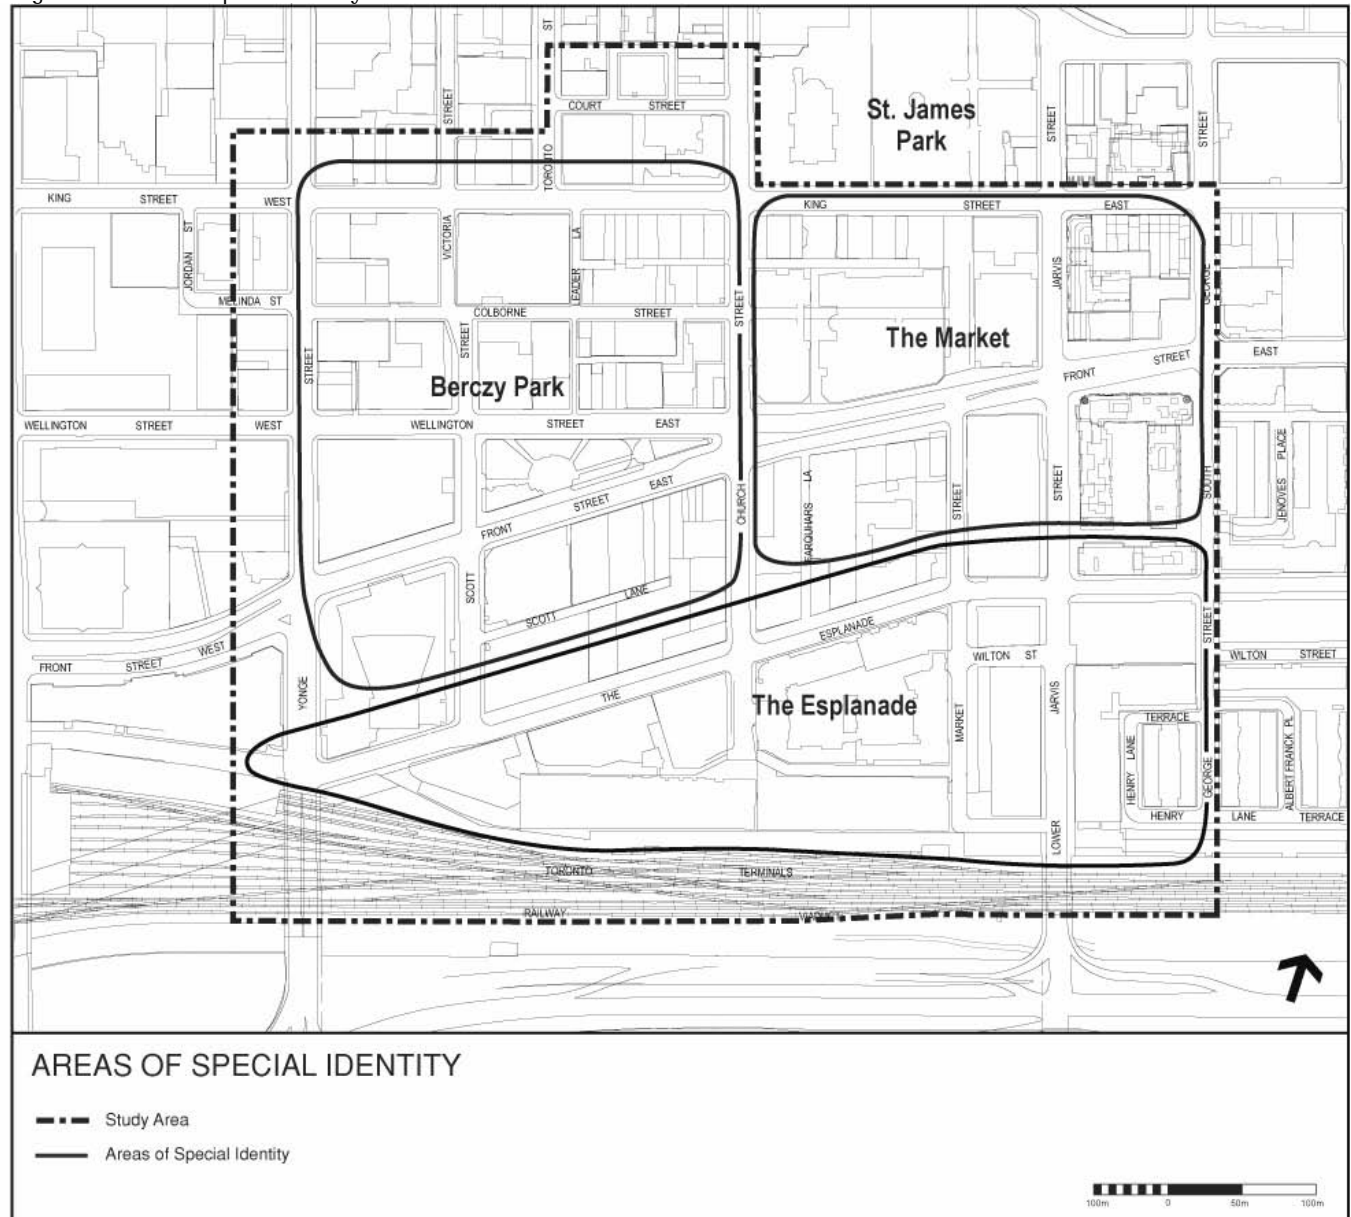 ST
COURT STREET
STREET
TORONTO
St. James
Park
STREET
STREET
KING STREET WEST
KING STREET EAST
JORDAN ST
VICTORIA
LEADER LA
JARVIS
GEORGE
MELINDA ST
COLBORNE STREET
STREET
STREET
STREET
The Market
FRONT STREET EAST
Berczy Park
WELLINGTON STREET WEST
WELLINGTON STREET EAST
FRONT STREET EAST
CHURCH
FARQUHARS LA
STREET
STREET
SOUTH
JENOVES PLACE
SCOTT
SCOTT LANE
ESPLANADE
STREET
FRONT STREET WEST
WILTON ST
WILTON STREET
YONGE
THE
The Esplanade
MARKET
JARVIS
TERRACE
HENRY LANE
GEORGE
ALBERT FRANCK PL
HENRY LANE TERRACE
LOWER
TORONTO TERMINALS
RAILWAY
AREAS OF SPECIAL IDENTITY
Study Area
Areas of Special Identity
100m 0 50m 100m